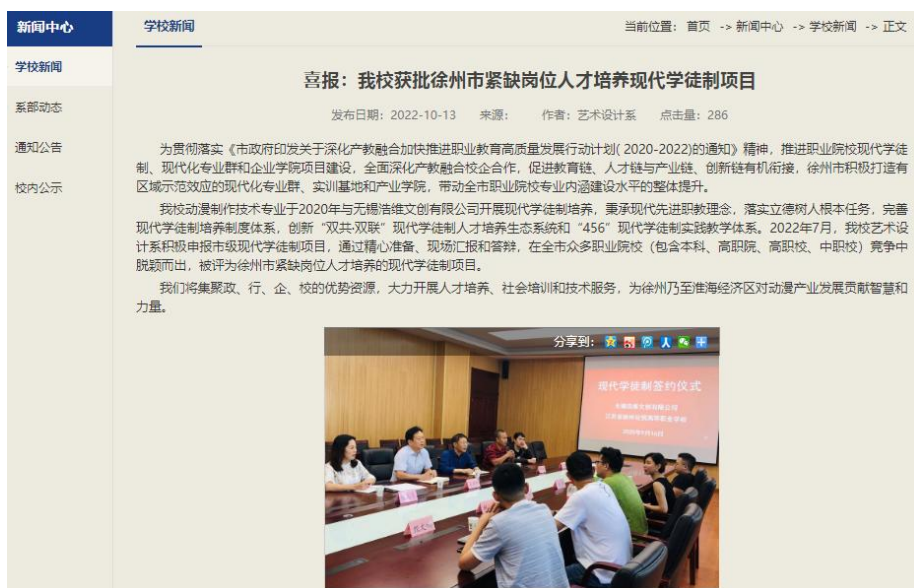 新闻中心
学校新闻
系部动态
通知公告
校内公示
学校新闻
当前位置： 首页 -> 新闻中心 -> 学校新闻 -> 正文
喜报：我校获批徐州市紧缺岗位人才培养现代学徒制项目
发布日期：2022-10-13 来源： 作者：艺术设计系 点击量：286
为贯彻落实《市政府印发关于深化产教融合加快推进职业教育高质量发展行动计划( 2020-2022)的通知》精神，推进职业院校现代学徒
制、现代化专业群和企业学院项目建设，全面深化产教融合校企合作，促进教育链、人才链与产业链、创新链有机衔接，徐州市积极打造有
区域示范效应的现代化专业群、实训基地和产业学院，带动全市职业院校专业内涵建设水平的整体提升。
我校动漫制作技术专业于2020年与无锡浩维文创有限公司开展现代学徒制培养，秉承现代先进职教理念，落实立德树人根本任务，完善
现代学徒制培养制度体系，创新“双共·双联”现代学徒制人才培养生态系统和“456”现代学徒制实践教学体系。2022年7月，我校艺术设
计系积极申报市级现代学徒制项目，通过精心准备、现场汇报和答辩，在全市众多职业院校（包含本科、高职院、高职校、中职校）竞争中
脱颖而出，被评为徐州市紧缺岗位人才培养的现代学徒制项目。
我们将集聚政、行、企、校的优势资源，大力开展人才培养、社会培训和技术服务，为徐州乃至淮海经济区对动漫产业发展贡献智慧和
力量。
分享到：
现代学徒制签约仪式